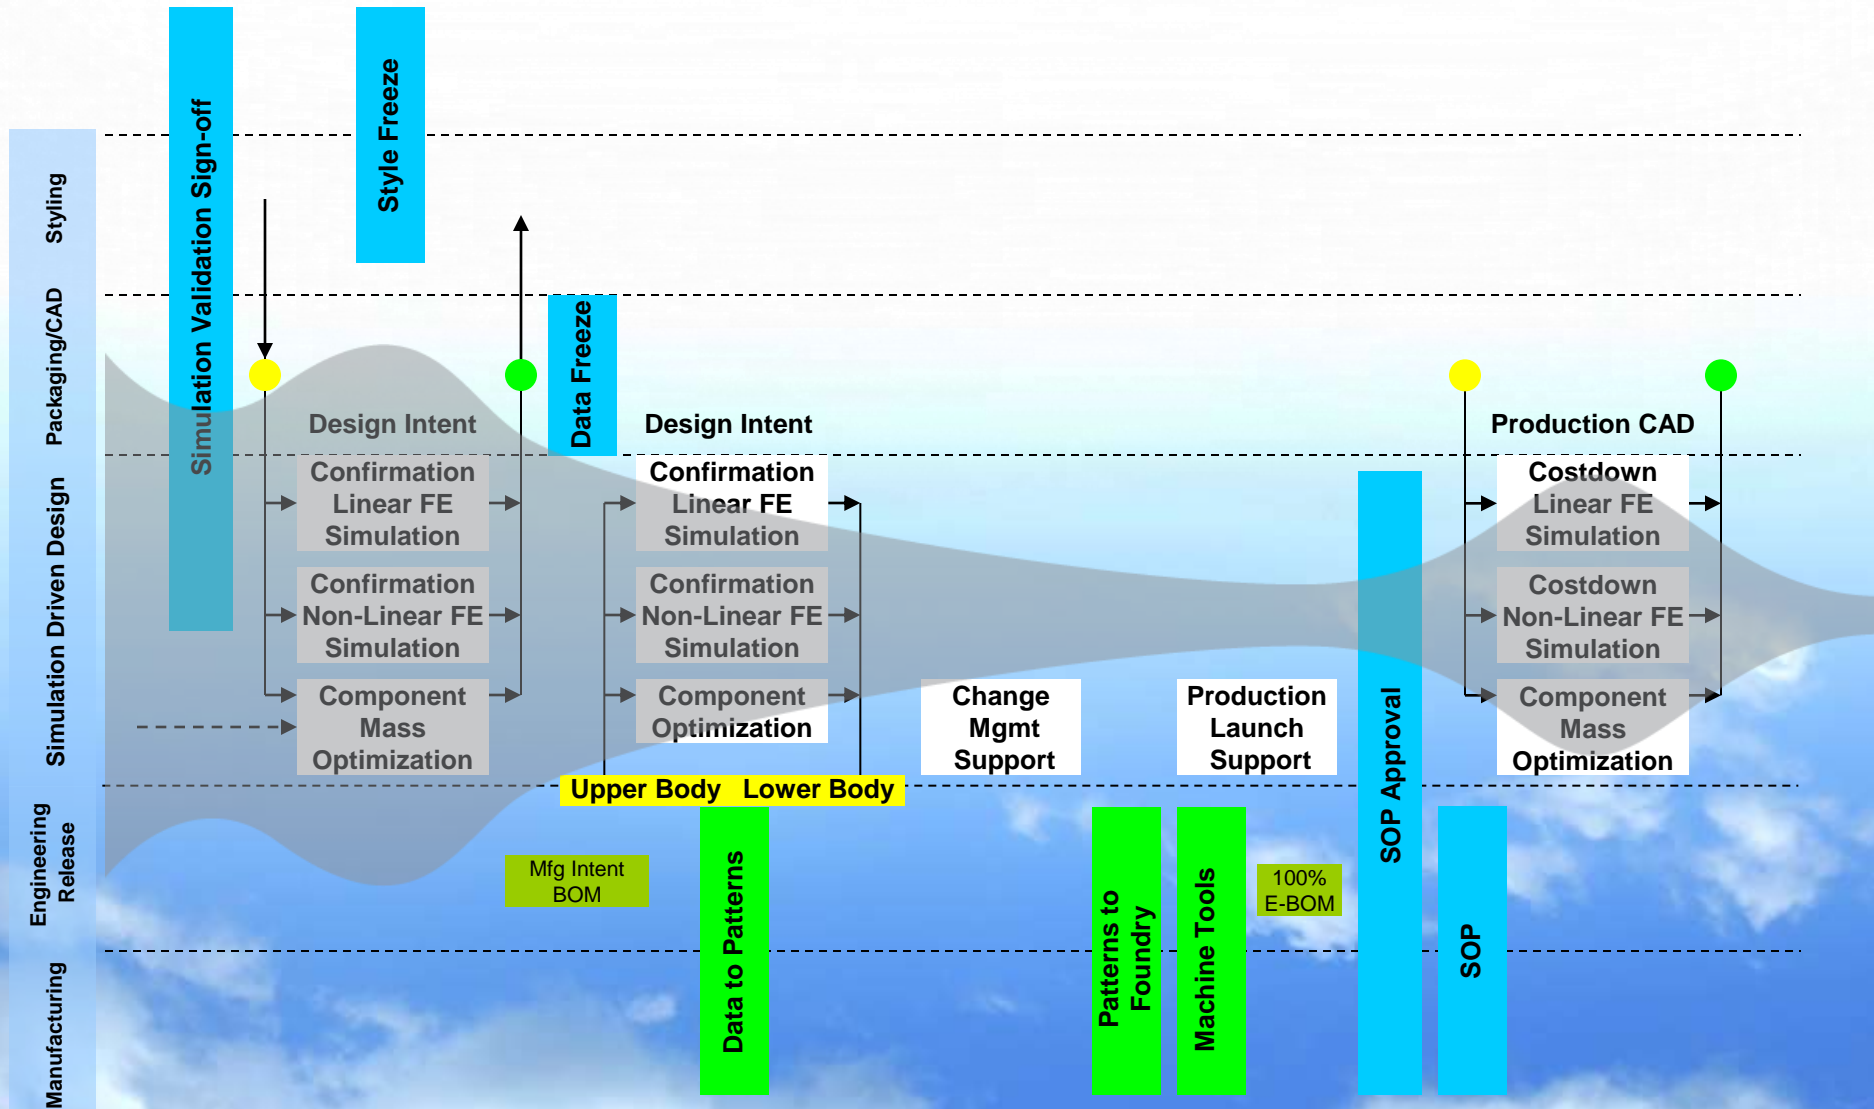 Styling
Packaging/CAD
Simulation Driven Design
Engineering
Release
Manufacturing
Simulation Validation Sign-off
Style Freeze
Data Freeze
Design Intent
Confirmation
Linear FE
Simulation
Confirmation
Non-Linear FE
Simulation
Component
Mass
Optimization
Design Intent
Confirmation
Linear FE
Simulation
Confirmation
Non-Linear FE
Simulation
Component
Optimization
Upper Body Lower Body
Change
Mgmt
Support
Production
Launch
Support
Mfg Intent
BOM
Data to Patterns
Patterns to
Foundry
Machine Tools
100%
E-BOM
SOP Approval
SOP
Production CAD
Costdown
Linear FE
Simulation
Costdown
Non-Linear FE
Simulation
Component
Mass
Optimization